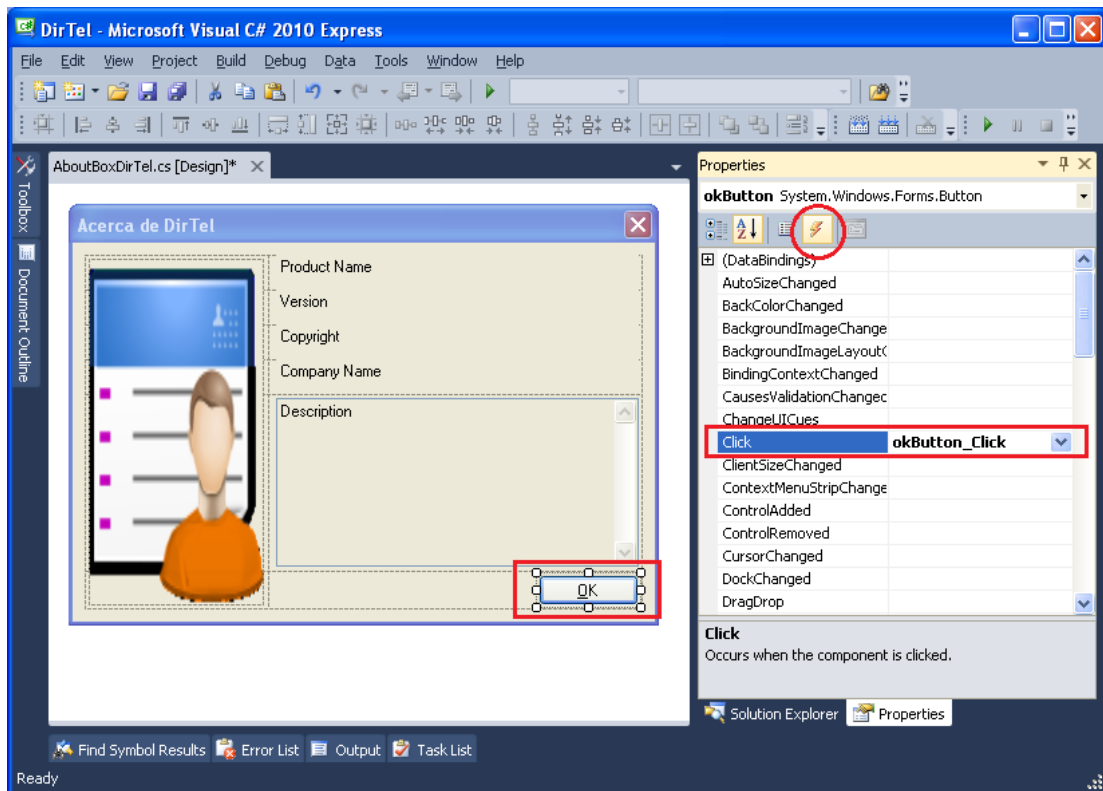 DirTel - Microsoft Visual C# 2010 Express
File Edit View Project Build Debug Data Tools Window Help
AboutBoxDirTel.cs [Design]*
Toolbox
Document Outline
Acerca de DirTel
Product Name
Version
Copyright
Company Name
Description
OK
Properties
okButton System.Windows.Forms.Button
(DataBindings)
AutoSizeChanged
BackColorChanged
BackgroundImageChange
BackgroundImageLayoutC
BindingContextChanged
CausesValidationChangec
ChangeUICues
Click okButton_Click
ClientSizeChanged
ContextMenuStripChange
ControlAdded
ControlRemoved
CursorChanged
DockChanged
DragDrop
Click
Occurs when the component is clicked.
Solution Explorer Properties
Find Symbol Results Error List Output Task List
Ready